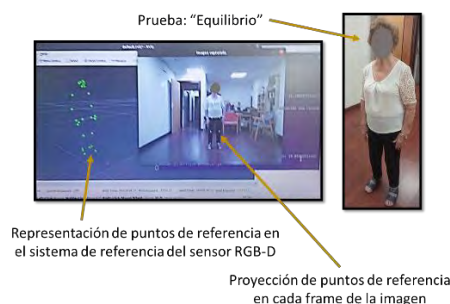 Prueba: “Equilibrio”
Representación de puntos de referencia en
el sistema de referencia del sensor RGB-D
Proyección de puntos de referencia
en cada frame de la imagen